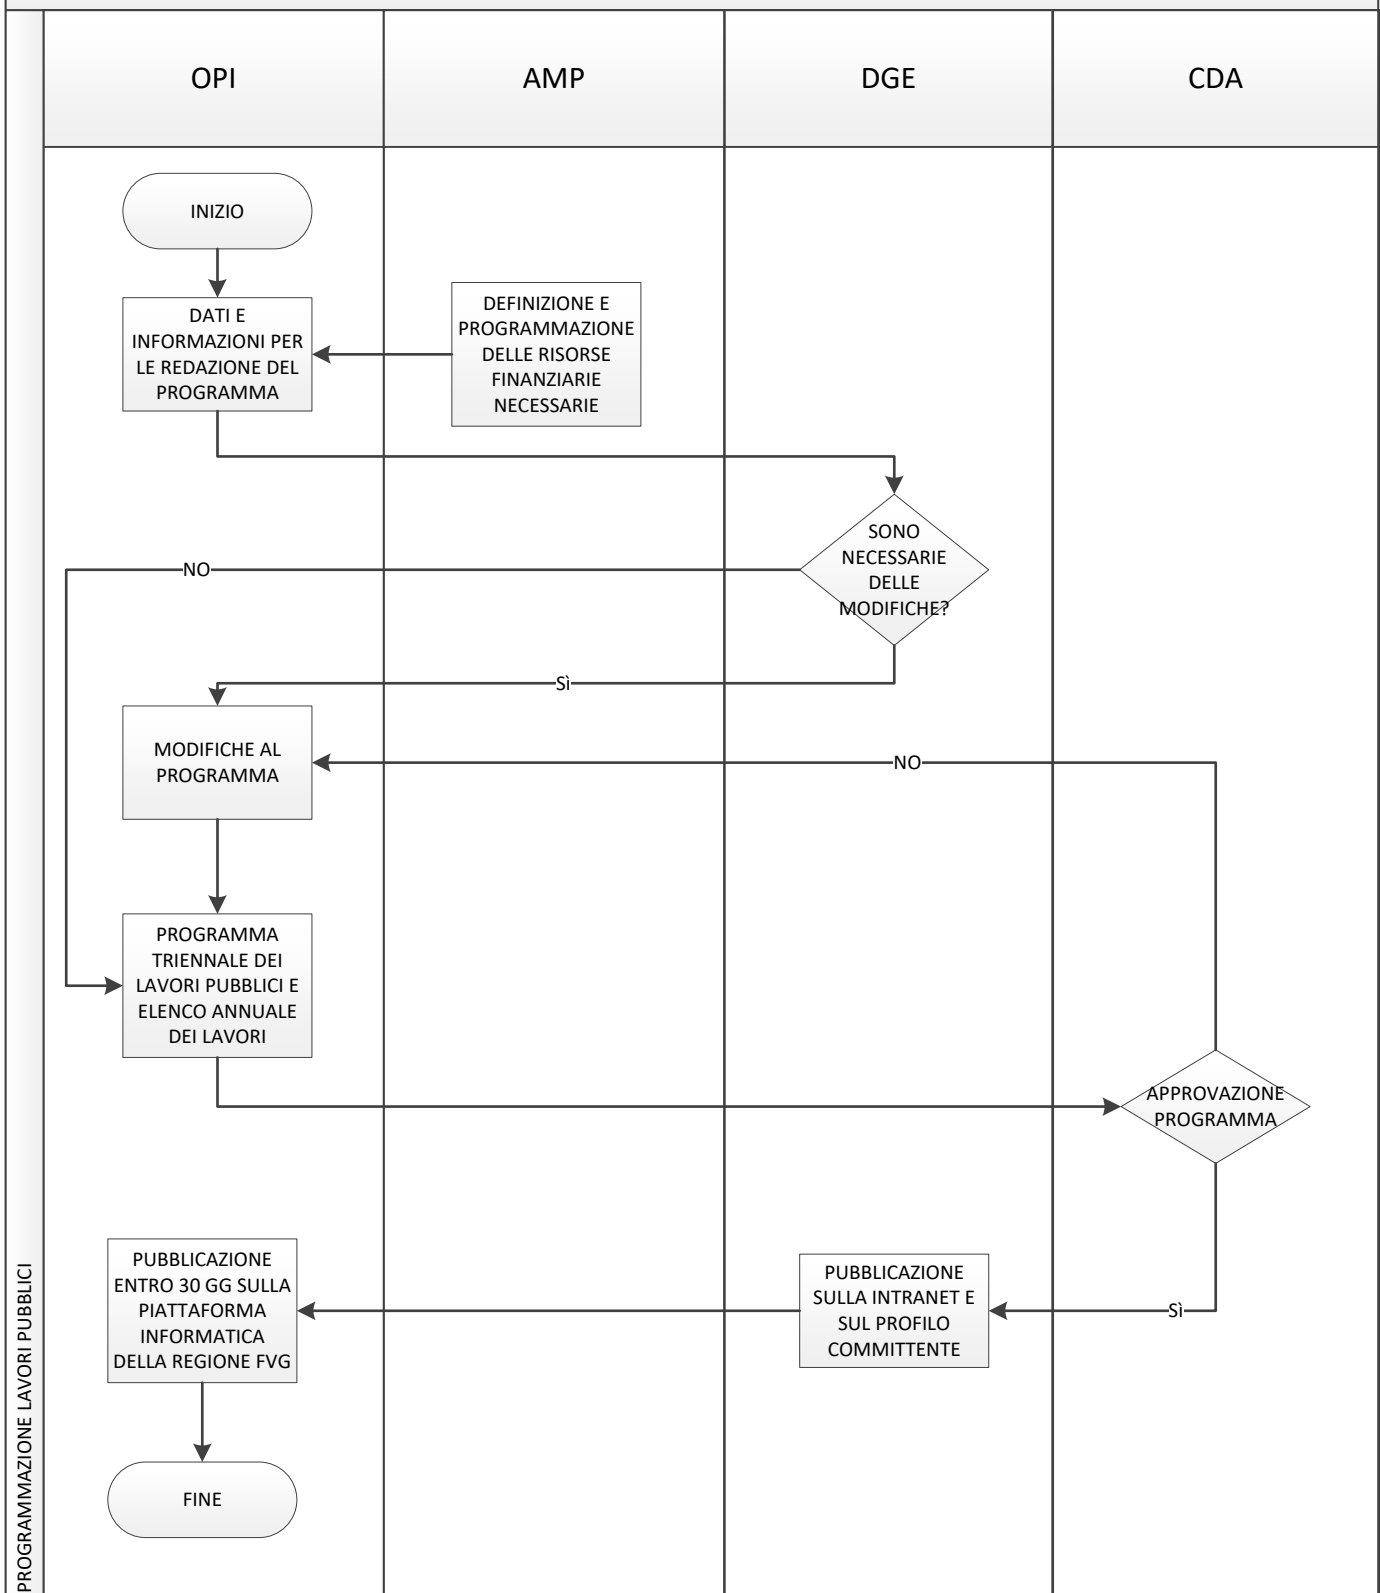 OPI
AMP
DGE
CDA
INIZIO
DATI E
INFORMAZIONI PER
LE REDAZIONE DEL
PROGRAMMA
DEFINIZIONE E
PROGRAMMAZIONE
DELLE RISORSE
FINANZIARIE
NECESSARIE
SONO
NECESSARIE
DELLE
MODIFICHE?
NO
Sì
MODIFICHE AL
PROGRAMMA
NO
PROGRAMMA
TRIENNALE DEI
LAVORI PUBBLICI E
ELENCO ANNUALE
DEI LAVORI
APPROVAZIONE
PROGRAMMA
Sì
PUBBLICAZIONE
SULLA INTRANET E
SUL PROFILO
COMMITTENTE
PUBBLICAZIONE
ENTRO 30 GG SULLA
PIATTAFORMA
INFORMATICA
DELLA REGIONE FVG
FINE
PROGRAMMAZIONE LAVORI PUBBLICI